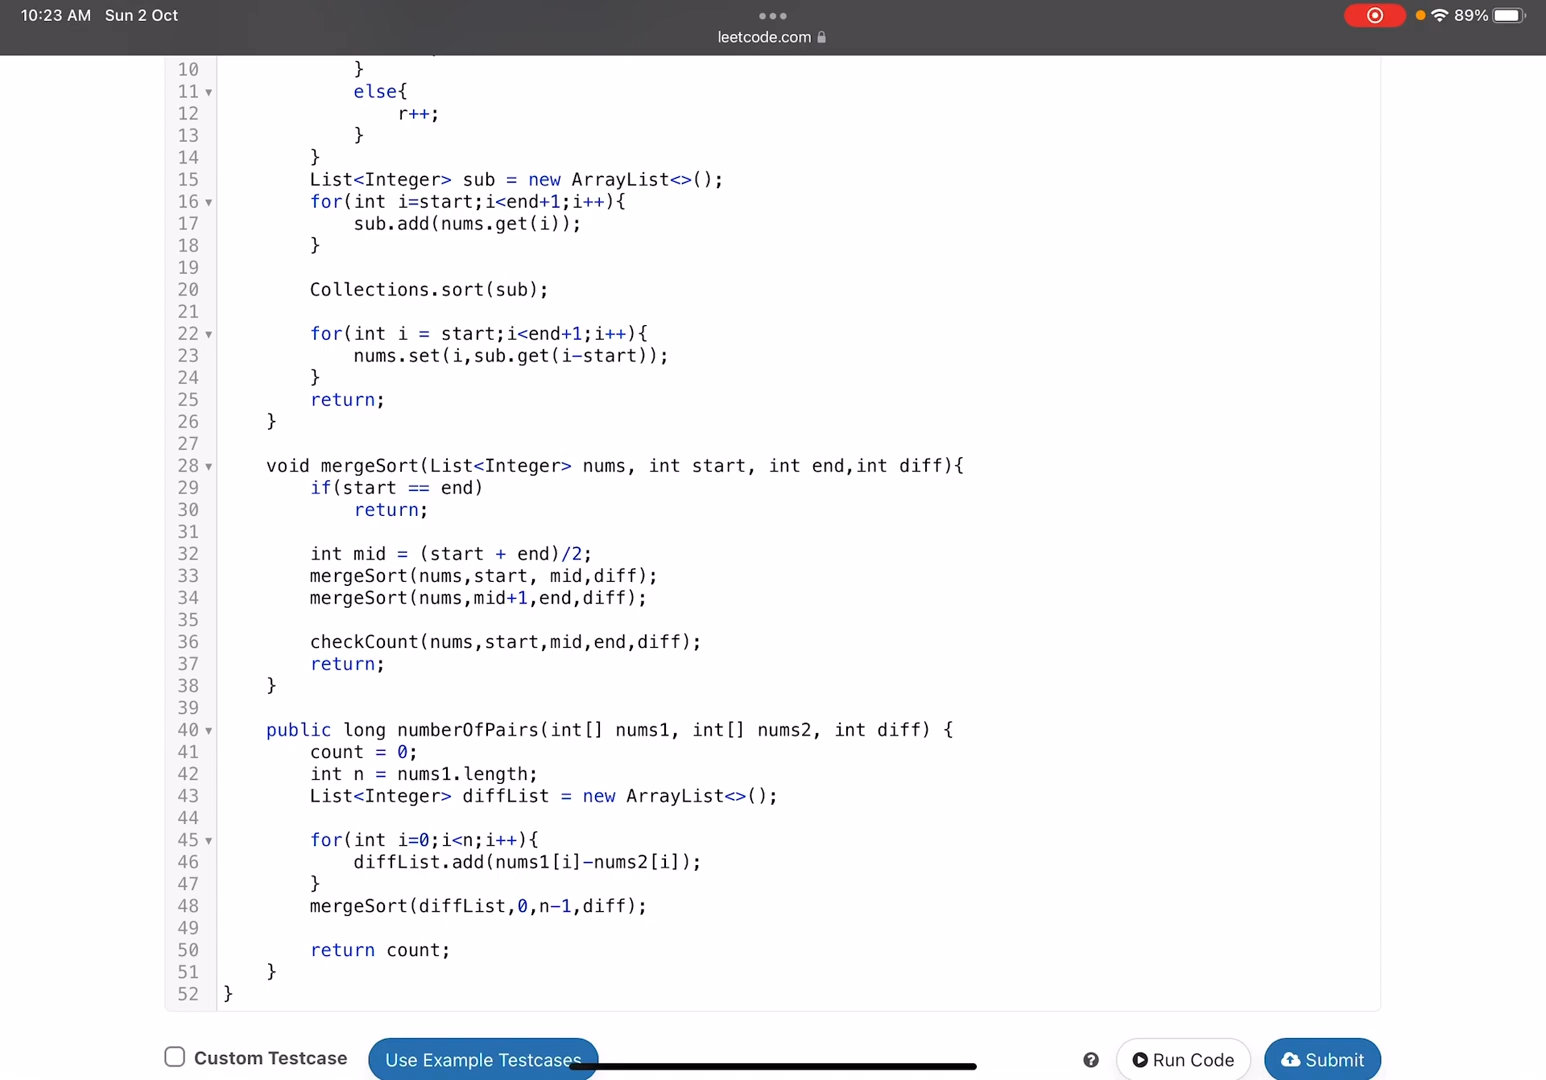 10:23 AM Sun 2 Oct
89%
leetcode.com
10 }
11 else{
12 r++;
13 }
14 }
15 List<Integer> sub = new ArrayList<>();
16 for(int i=start;i<end+1;i++){
17 sub.add(nums.get(i));
18 }
19
20 Collections.sort(sub);
21
22 for(int i = start;i<end+1;i++){
23 nums.set(i,sub.get(i-start));
24 }
25 return;
26 }
27
28 void mergeSort(List<Integer> nums, int start, int end,int diff){
29 if(start == end)
30 return;
31
32 int mid = (start + end)/2;
33 mergeSort(nums,start, mid,diff);
34 mergeSort(nums,mid+1,end,diff);
35
36 checkCount(nums,start,mid,end,diff);
37 return;
38 }
39
40 public long numberOfPairs(int[] nums1, int[] nums2, int diff) {
41 count = 0;
42 int n = nums1.length;
43 List<Integer> diffList = new ArrayList<>();
44
45 for(int i=0;i<n;i++){
46 diffList.add(nums1[i]-nums2[i]);
47 }
48 mergeSort(diffList,0,n-1,diff);
49
50 return count;
51 }
52 }
Custom Testcase Use Example Testcases ? Run Code Submit